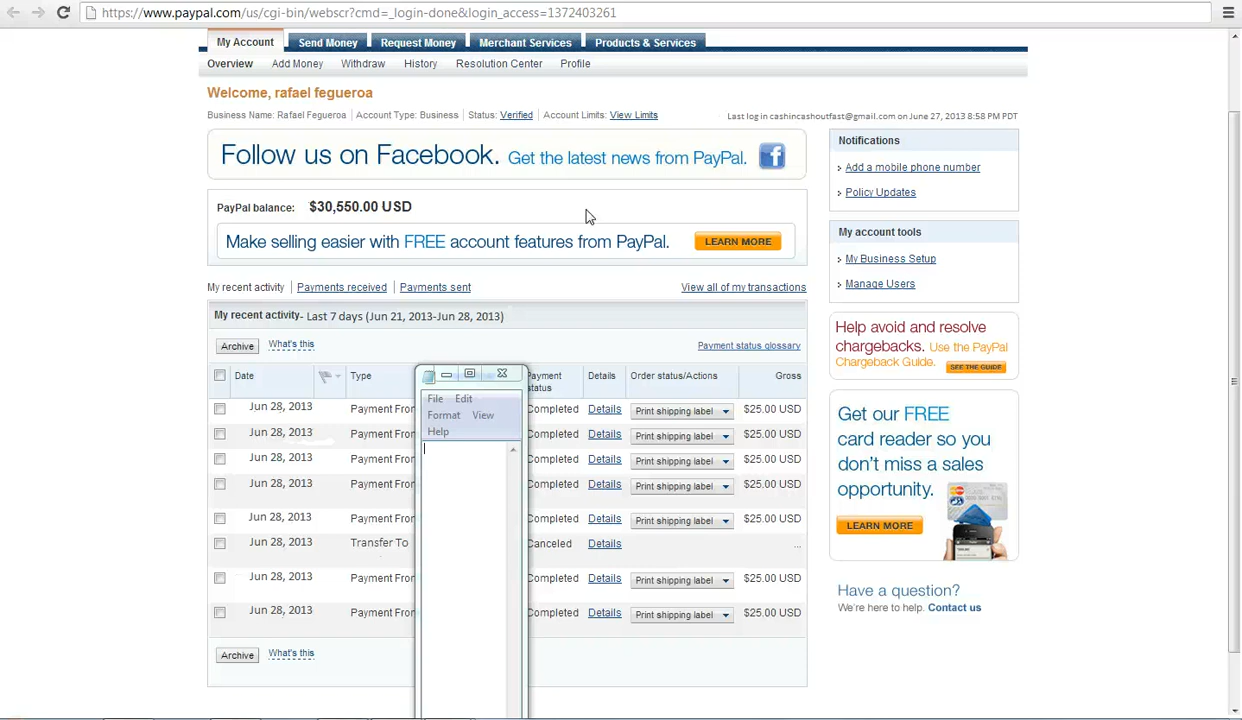 https://www.paypal.com/us/cgi-bin/webscr?cmd=_login-done&login_access=1372403261
My Account Send Money Request Money Merchant Services Products & Services
Overview Add Money Withdraw History Resolution Center Profile
Welcome, rafael fegueroa
Business Name: Rafael Fegueroa Account Type: Business Status: Verified Account Limits: View Limits
Last log in cashincashoutfast@gmail.com on June 27, 2013 8:58 PM PDT
Follow us on Facebook. Get the latest news from PayPal.
PayPal balance: $30,550.00 USD
Make selling easier with FREE account features from PayPal. LEARN MORE
My recent activity Payments received Payments sent View all of my transactions
My recent activity- Last 7 days (Jun 21, 2013-Jun 28, 2013)
Archive What's this Payment status glossary
Date Type Payment status Details Order status/Actions Gross
Jun 28, 2013 Payment From Completed Details Print shipping label $25.00 USD
Jun 28, 2013 Payment From Completed Details Print shipping label $25.00 USD
Jun 28, 2013 Payment From Completed Details Print shipping label $25.00 USD
Jun 28, 2013 Payment From Completed Details Print shipping label $25.00 USD
Jun 28, 2013 Payment From Completed Details Print shipping label $25.00 USD
Jun 28, 2013 Transfer To Canceled Details ...
Jun 28, 2013 Payment From Completed Details Print shipping label $25.00 USD
Jun 28, 2013 Payment From Completed Details Print shipping label $25.00 USD
Archive What's this
File Edit
Format View
Help
Notifications
Add a mobile phone number
Policy Updates
My account tools
My Business Setup
Manage Users
Help avoid and resolve
chargebacks. Use the PayPal
Chargeback Guide. SEE THE GUIDE
Get our FREE
card reader so you
don't miss a sales
opportunity.
LEARN MORE
Have a question?
We're here to help. Contact us